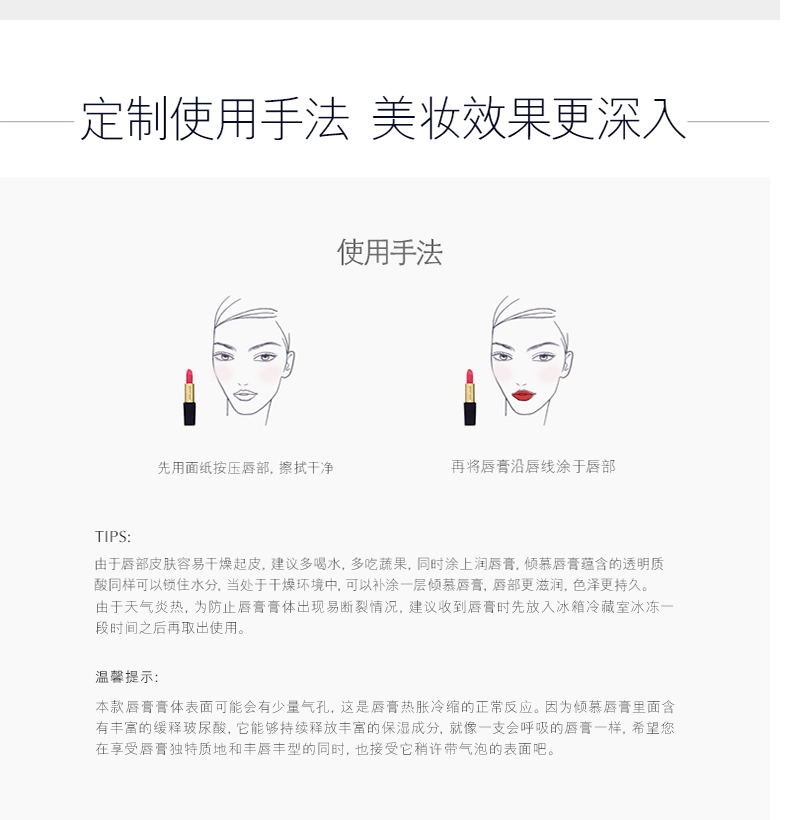 定制使用手法 美妆效果更深入
使用手法
先用面纸按压唇部, 擦拭干净
再将唇膏沿唇线涂于唇部
TIPS:
由于唇部皮肤容易干燥起皮, 建议多喝水, 多吃蔬果, 同时涂上润唇膏, 倾慕唇膏蕴含的透明质
酸同样可以锁住水分, 当处于干燥环境中, 可以补涂一层倾慕唇膏, 唇部更滋润, 色泽更持久。
由于天气炎热, 为防止唇膏膏体出现易断裂情况, 建议收到唇膏时先放入冰箱冷藏室冰冻一
段时间之后再取出使用。
温馨提示:
本款唇膏膏体表面可能会有少量气孔, 这是唇膏热胀冷缩的正常反应。因为倾慕唇膏里面含
有丰富的缓释玻尿酸, 它能够持续释放丰富的保湿成分, 就像一支会呼吸的唇膏一样, 希望您
在享受唇膏独特质地和丰唇丰型的同时, 也接受它稍许带气泡的表面吧。